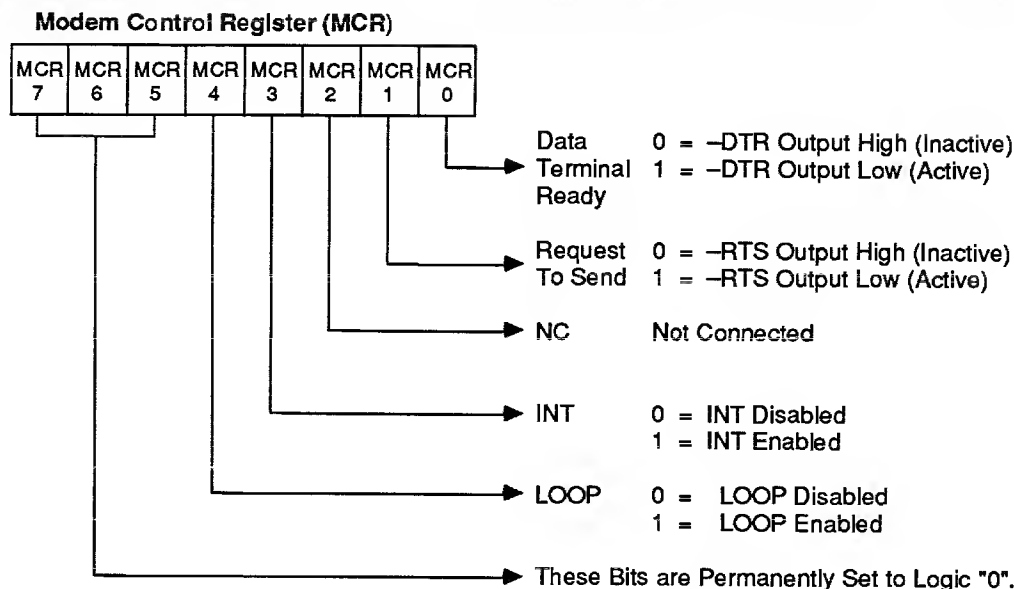 Modem Control Register (MCR)
MCR 7 MCR 6 MCR 5 MCR 4 MCR 3 MCR 2 MCR 1 MCR 0
Data Terminal Ready
0 = –DTR Output High (Inactive)
1 = –DTR Output Low (Active)
Request To Send
0 = –RTS Output High (Inactive)
1 = –RTS Output Low (Active)
NC Not Connected
INT 0 = INT Disabled
1 = INT Enabled
LOOP 0 = LOOP Disabled
1 = LOOP Enabled
These Bits are Permanently Set to Logic "0".